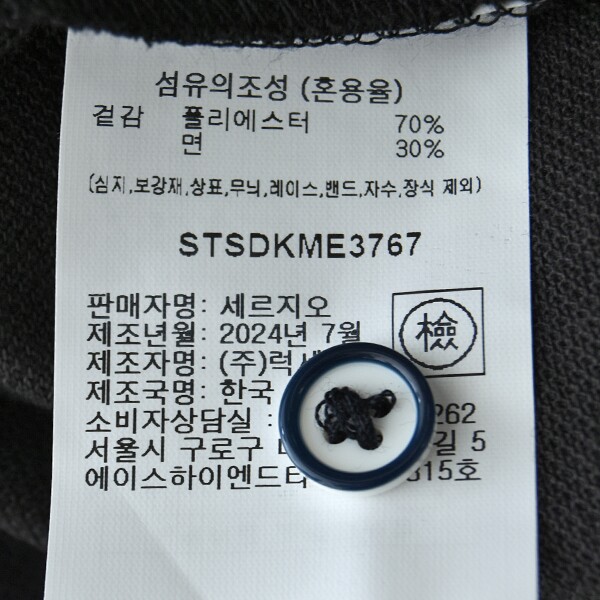 섬유의조성 (혼용율)
겉감 폴리에스터 70%
면 30%
(심지,보강재,상표,무늬,레이스,밴드,자수,장식 제외)
STSDKME3767
판매자명: 세르지오
제조년월: 2024년 7월
檢
제조자명: (주)럭
제조국명: 한국
소비자상담실 : 262
서울시 구로구 길 5
에이스하이엔드 315호